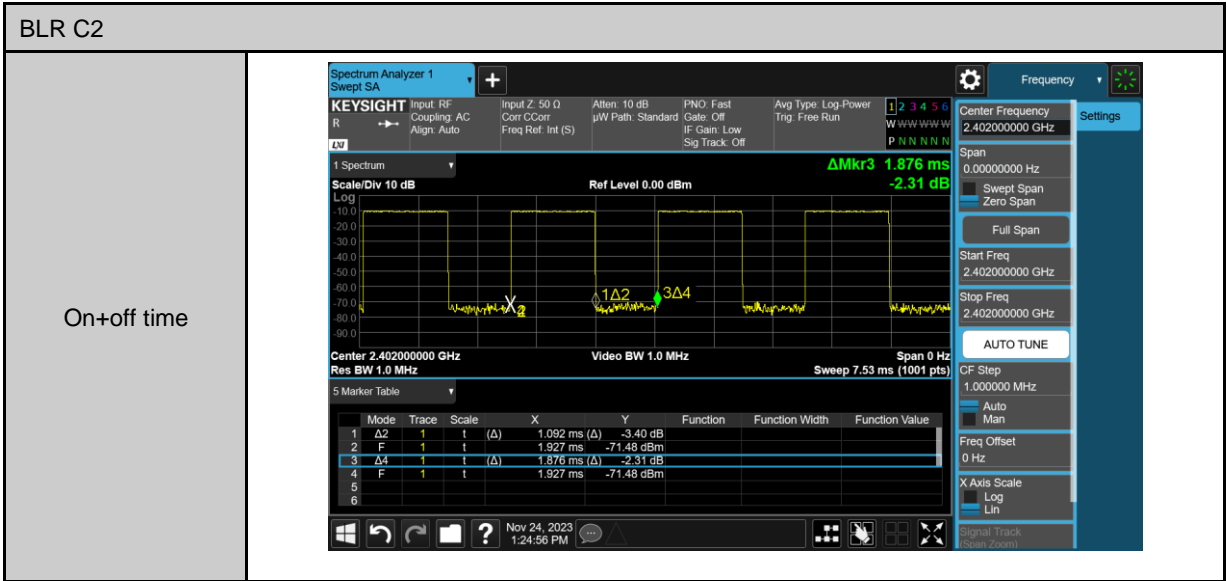 BLR C2
On+off time
Spectrum Analyzer 1
Swept SA
Frequency
KEYSIGHT
R
LXI
Input: RF
Coupling: AC
Align: Auto
Input Z: 50 Ω
Corr CCorr
Freq Ref: Int (S)
Atten: 10 dB
µW Path: Standard
PNO: Fast
Gate: Off
IF Gain: Low
Sig Track: Off
Avg Type: Log-Power
Trig: Free Run
1 2 3 4 5 6
W W W W W W
P N N N N N
1 Spectrum
ΔMkr3 1.876 ms
-2.31 dB
Scale/Div 10 dB
Ref Level 0.00 dBm
Log
-10.0
-20.0
-30.0
-40.0
-50.0
-60.0
-70.0
-80.0
-90.0
X2
1Δ2
3Δ4
Center 2.402000000 GHz
Video BW 1.0 MHz
Span 0 Hz
Res BW 1.0 MHz
Sweep 7.53 ms (1001 pts)
5 Marker Table
Mode Trace Scale X Y Function Function Width Function Value
1 Δ2 1 t (Δ) 1.092 ms (Δ) -3.40 dB
2 F 1 t 1.927 ms -71.48 dBm
3 Δ4 1 t (Δ) 1.876 ms (Δ) -2.31 dB
4 F 1 t 1.927 ms -71.48 dBm
5
6
?
Nov 24, 2023
1:24:56 PM
Settings
Center Frequency
2.402000000 GHz
Span
0.00000000 Hz
Swept Span
Zero Span
Full Span
Start Freq
2.402000000 GHz
Stop Freq
2.402000000 GHz
AUTO TUNE
CF Step
1.000000 MHz
Auto
Man
Freq Offset
0 Hz
X Axis Scale
Log
Lin
Signal Track
(Span Zoom)